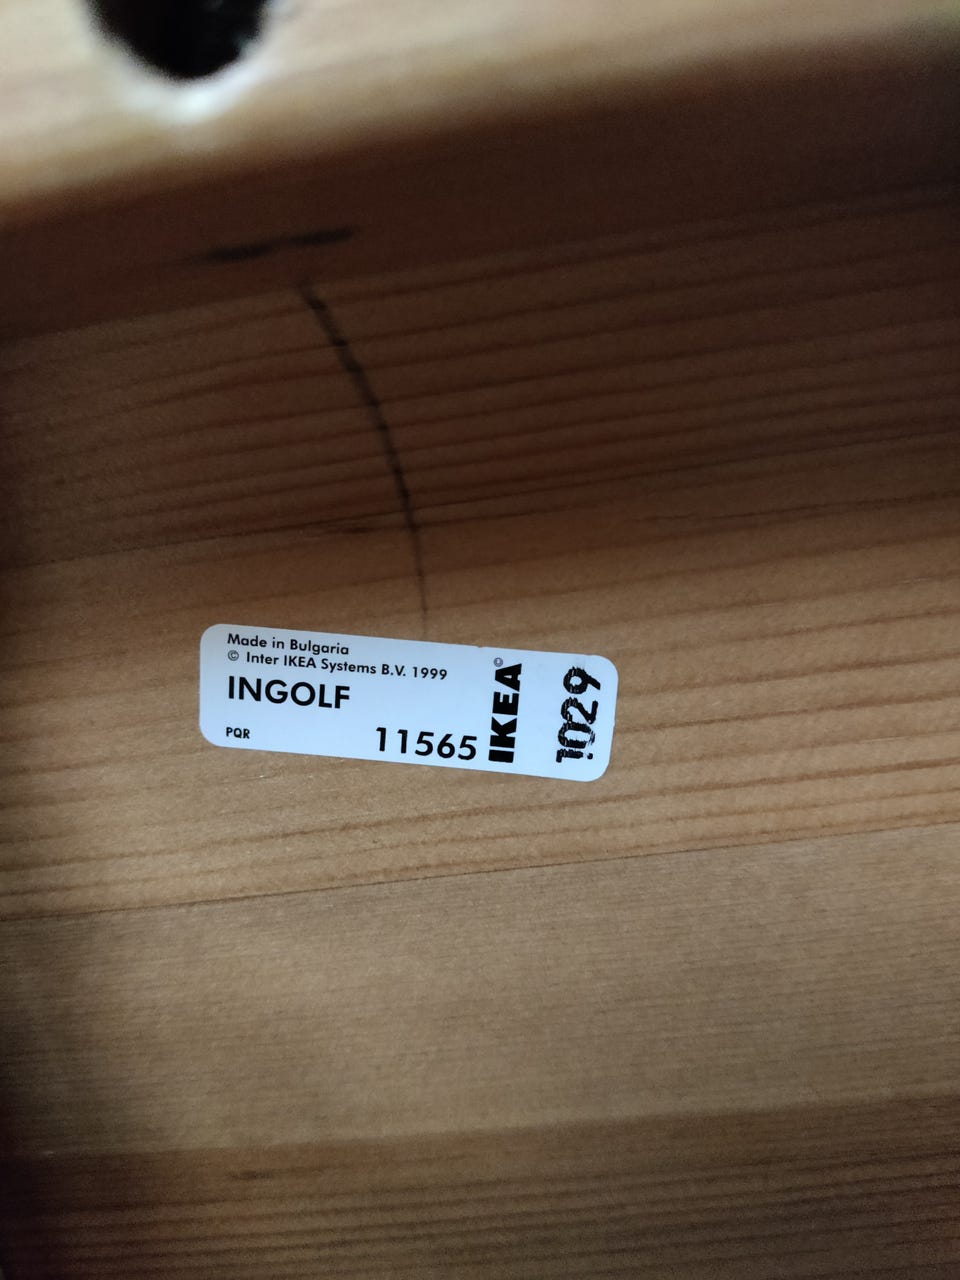 Made in Bulgaria
© Inter IKEA Systems B.V. 1999
INGOLF
PQR
11565
IKEA
1029